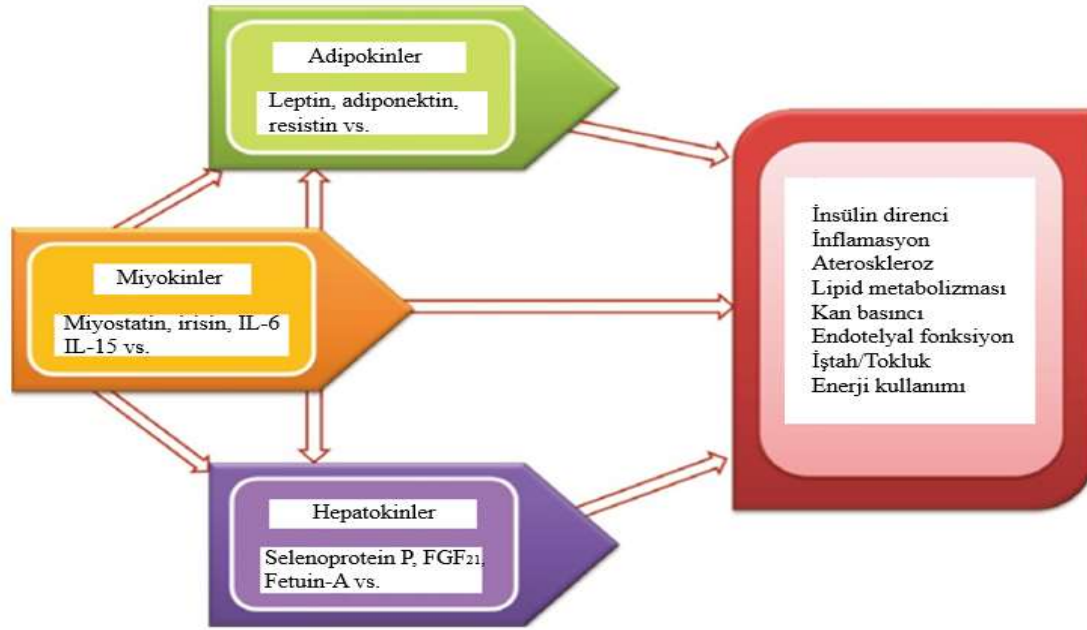 Adipokinler
Leptin, adiponektin,
resistin vs.
Miyokinler
Miyostatin, irisin, IL-6
IL-15 vs.
Hepatokinler
Selenoprotein P, FGF₂₁,
Fetuin-A vs.
İnsülin direnci
İnflamasyon
Ateroskleroz
Lipid metabolizması
Kan basıncı
Endotelyal fonksiyon
İştah/Tokluk
Enerji kullanımı